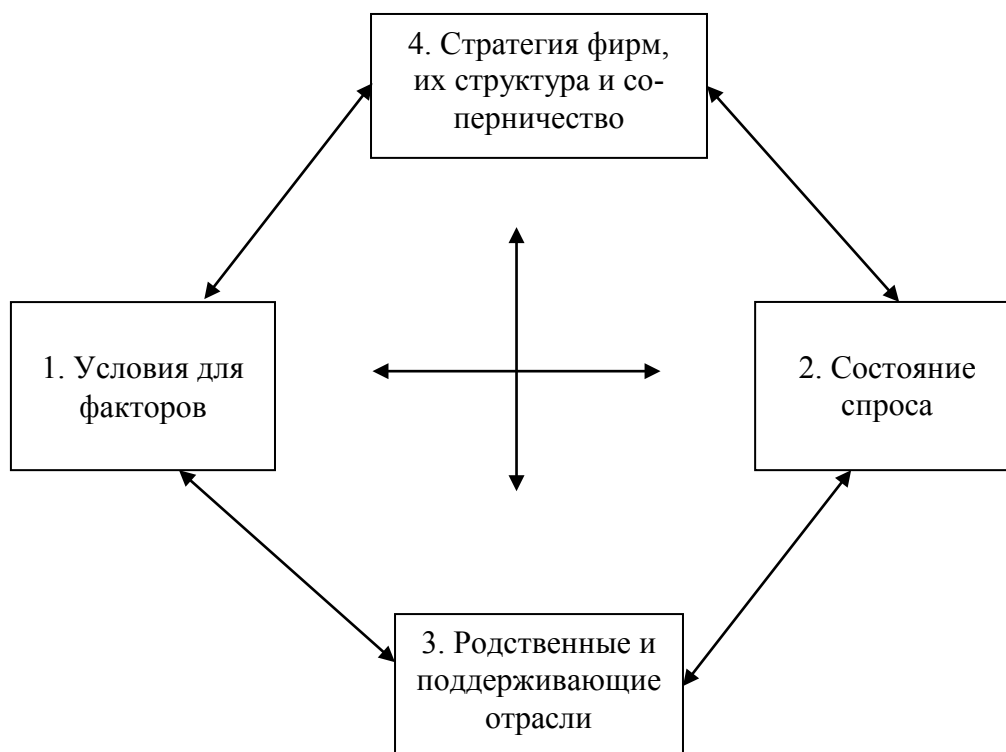 4. Стратегия фирм,
их структура и со-
перничество
1. Условия для
факторов
2. Состояние
спроса
3. Родственные и
поддерживающие
отрасли